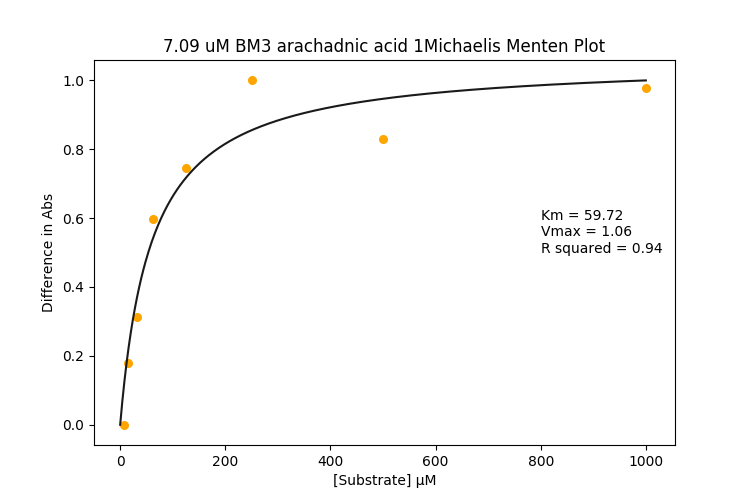 7.09 uM BM3 arachadnic acid 1Michaelis Menten Plot
1.0
0.8
0.6
0.4
0.2
0.0
Difference in Abs
Km = 59.72
Vmax = 1.06
R squared = 0.94
0 200 400 600 800 1000
[Substrate] µM